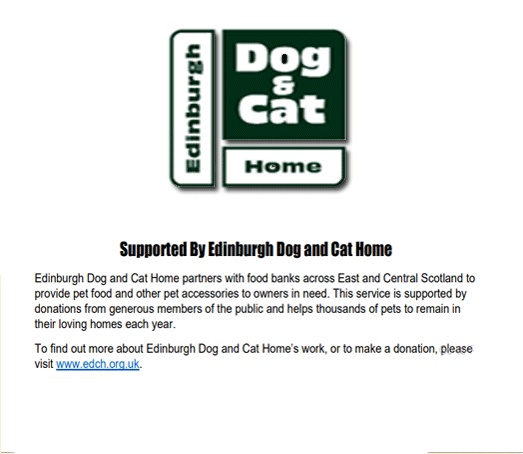 Edinburgh
Dog
&
Cat
Home
Supported By Edinburgh Dog and Cat Home
Edinburgh Dog and Cat Home partners with food banks across East and Central Scotland to
provide pet food and other pet accessories to owners in need. This service is supported by
donations from generous members of the public and helps thousands of pets to remain in
their loving homes each year.
To find out more about Edinburgh Dog and Cat Home's work, or to make a donation, please
visit www.edch.org.uk.